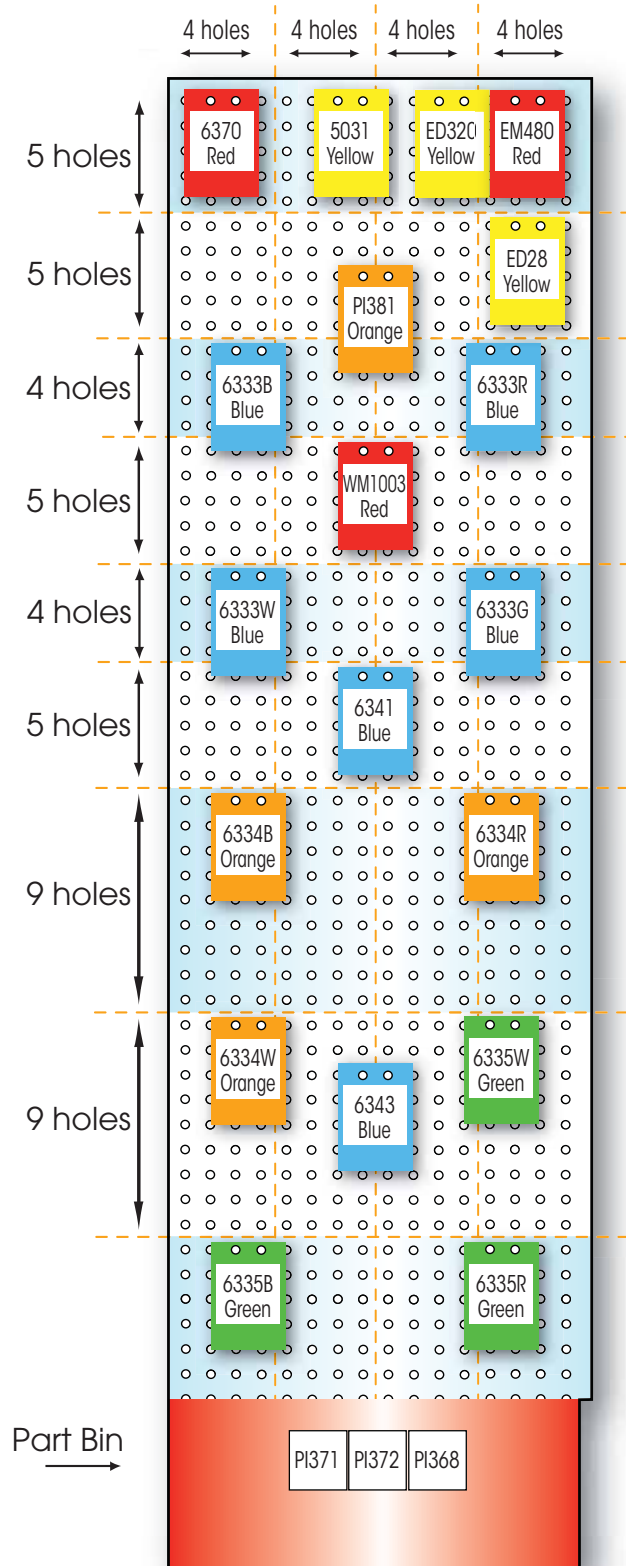 4 holes
4 holes
4 holes
4 holes
5 holes
6370
Red
5031
Yellow
ED320
Yellow
EM480
Red
5 holes
ED28
Yellow
PI381
Orange
4 holes
6333B
Blue
6333R
Blue
5 holes
WM1003
Red
4 holes
6333W
Blue
6333G
Blue
5 holes
6341
Blue
9 holes
6334B
Orange
6334R
Orange
9 holes
6334W
Orange
6335W
Green
6343
Blue
6335B
Green
6335R
Green
Part Bin
PI371
PI372
PI368